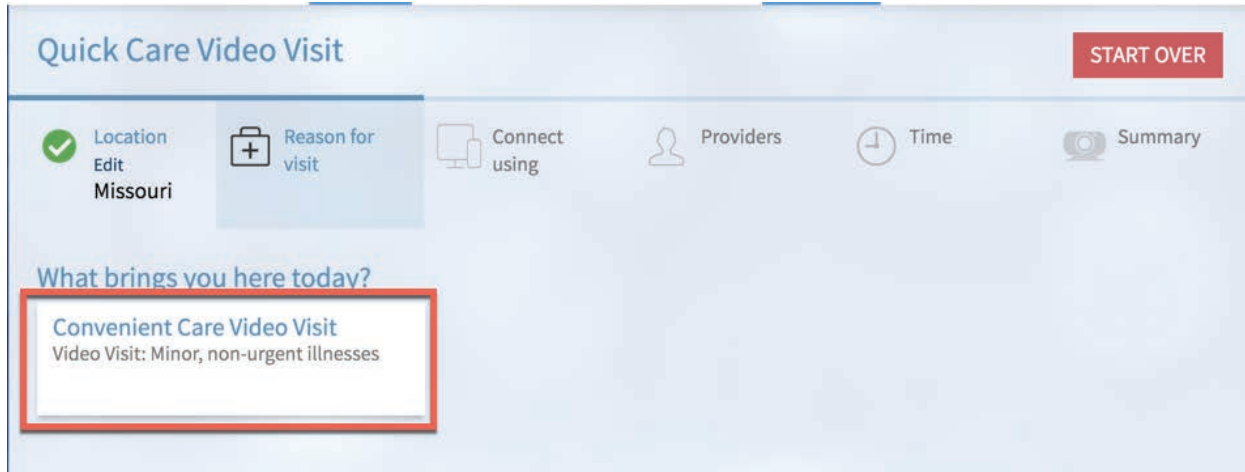 Quick Care Video Visit
START OVER
Location
Edit
Missouri
Reason for
visit
Connect
using
Providers
Time
Summary
What brings you here today?
Convenient Care Video Visit
Video Visit: Minor, non-urgent illnesses